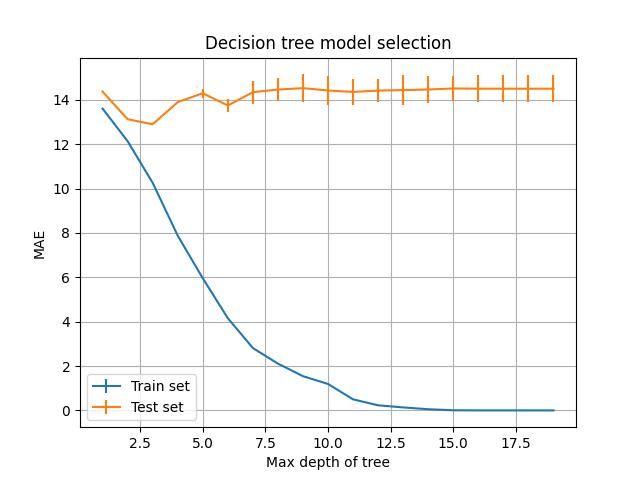 Decision tree model selection
MAE
14
12
10
8
6
4
2
0
Train set
Test set
2.5 5.0 7.5 10.0 12.5 15.0 17.5
Max depth of tree